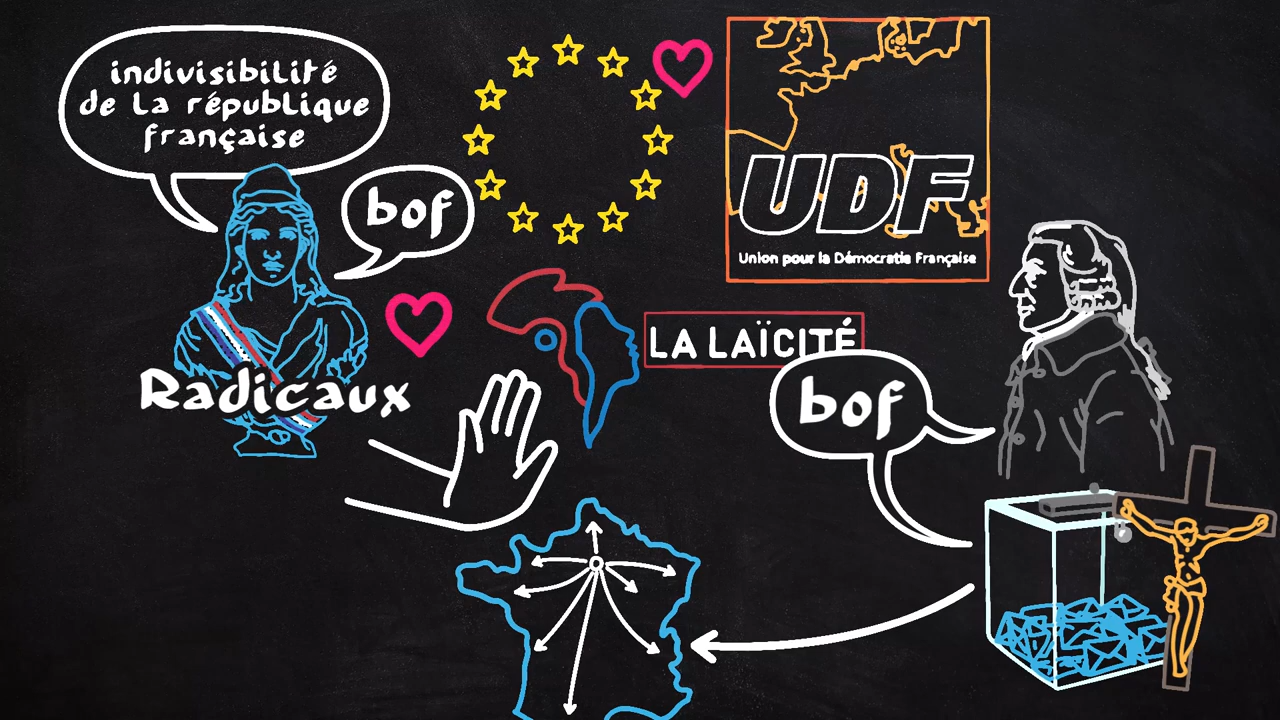 indivisibilité
de la république
française
bof
Radicaux
UDF
Union pour la Démocratie Française
LA LAÏCITÉ
bof